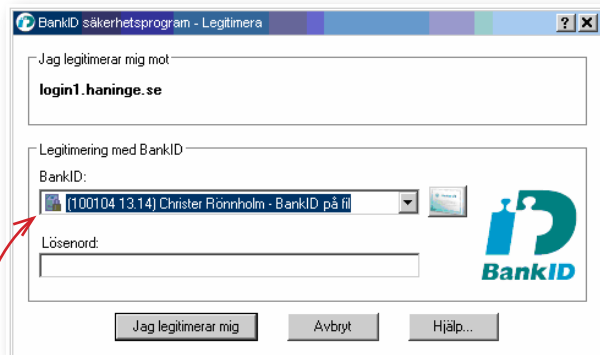 BankID säkerhetsprogram - Legitimera
Jag legitimerar mig mot
login1.haninge.se
Legitimering med BankID
BankID:
(100104 13.14) Christer Rönnholm - BankID på fil
Lösenord:
BankID
Jag legitimerar mig
Avbryt
Hjälp...